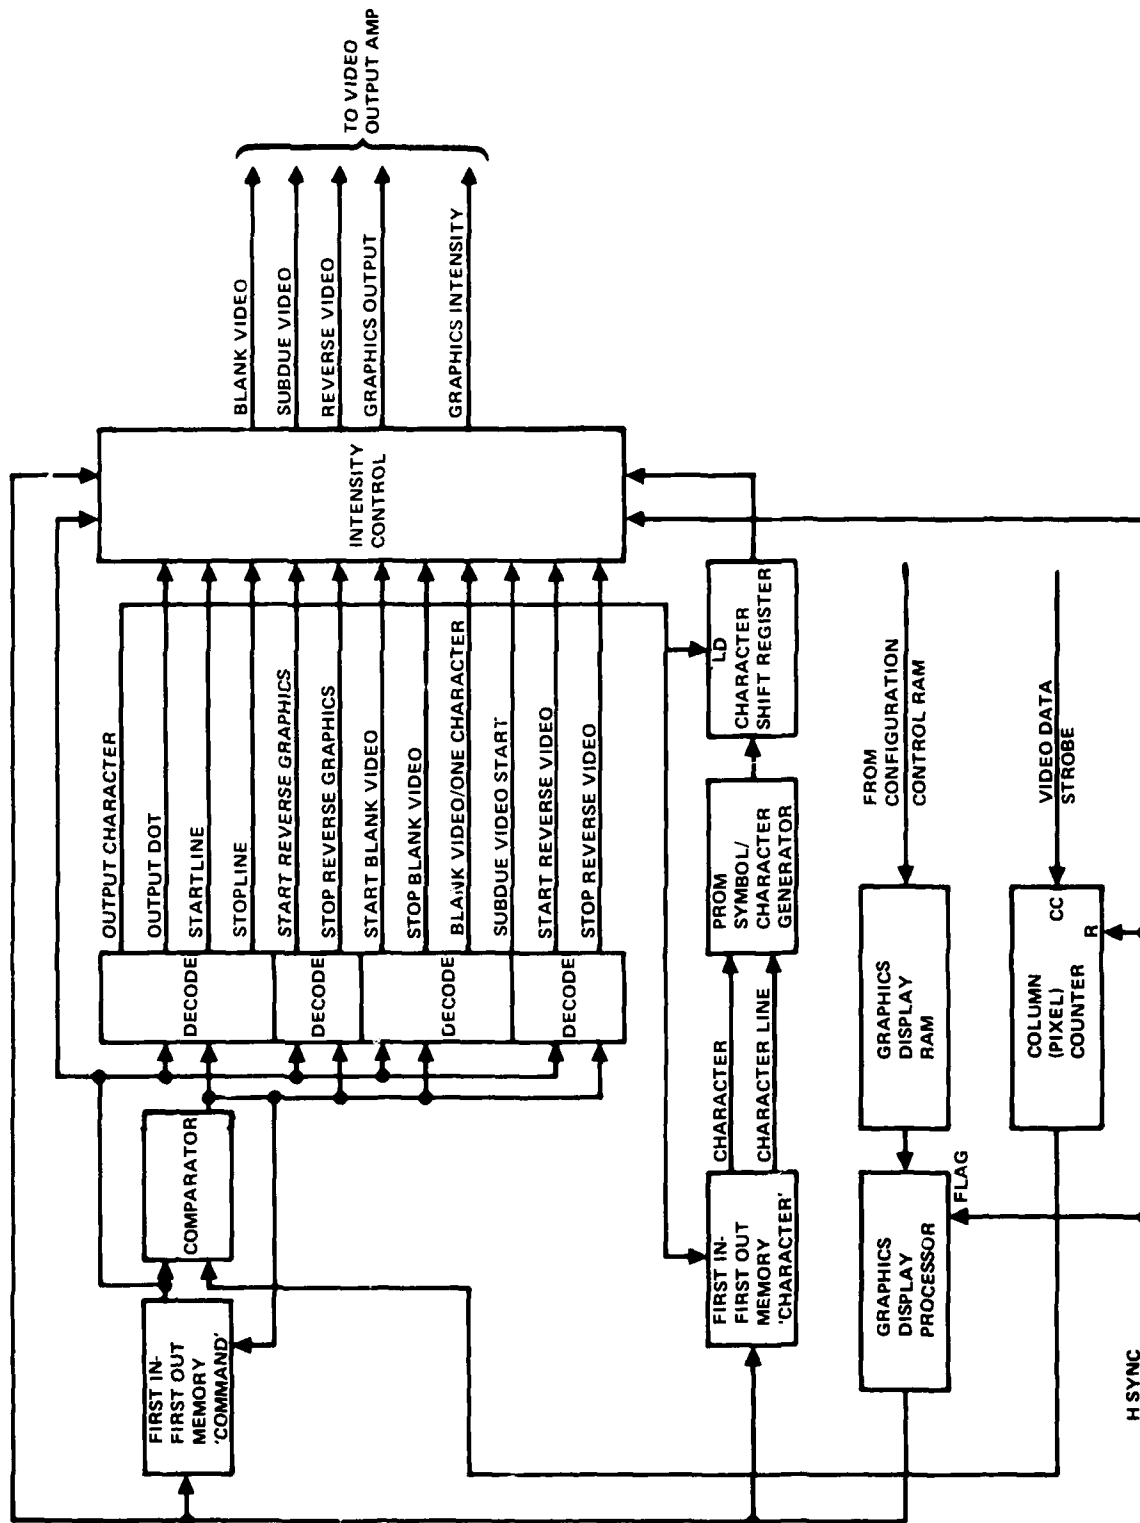 FIRST IN-
FIRST OUT
MEMORY
'COMMAND'
COMPARATOR
DECODE
DECODE
DECODE
DECODE
OUTPUT CHARACTER
OUTPUT DOT
STARTLINE
STOPLINE
START REVERSE GRAPHICS
STOP REVERSE GRAPHICS
START BLANK VIDEO
STOP BLANK VIDEO
BLANK VIDEO/ONE CHARACTER
SUBDUE VIDEO START
START REVERSE VIDEO
STOP REVERSE VIDEO
INTENSITY
CONTROL
BLANK VIDEO
SUBDUE VIDEO
REVERSE VIDEO
GRAPHICS OUTPUT
GRAPHICS INTENSITY
TO VIDEO
OUTPUT AMP
FIRST IN-
FIRST OUT
MEMORY
'CHARACTER'
CHARACTER
CHARACTER LINE
PROM
SYMBOL/
CHARACTER
GENERATOR
LD
CHARACTER
SHIFT REGISTER
GRAPHICS
DISPLAY
PROCESSOR
FLAG
GRAPHICS
DISPLAY
RAM
FROM
CONFIGURATION
CONTROL RAM
COLUMN
(PIXEL)
COUNTER
CC
R
VIDEO DATA
STROBE
H SYNC